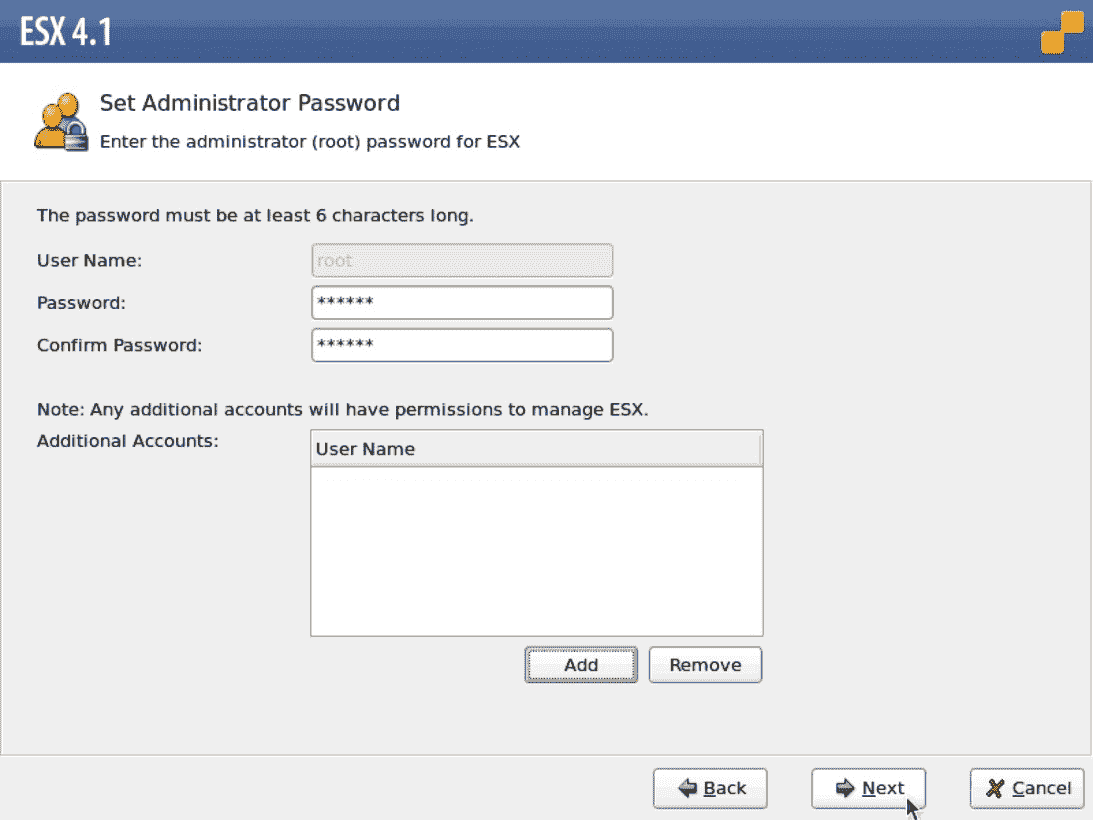 ESX 4.1
Set Administrator Password
Enter the administrator (root) password for ESX
The password must be at least 6 characters long.
User Name: root
Password: ******
Confirm Password: ******
Note: Any additional accounts will have permissions to manage ESX.
Additional Accounts:
User Name
Add Remove
Back Next Cancel